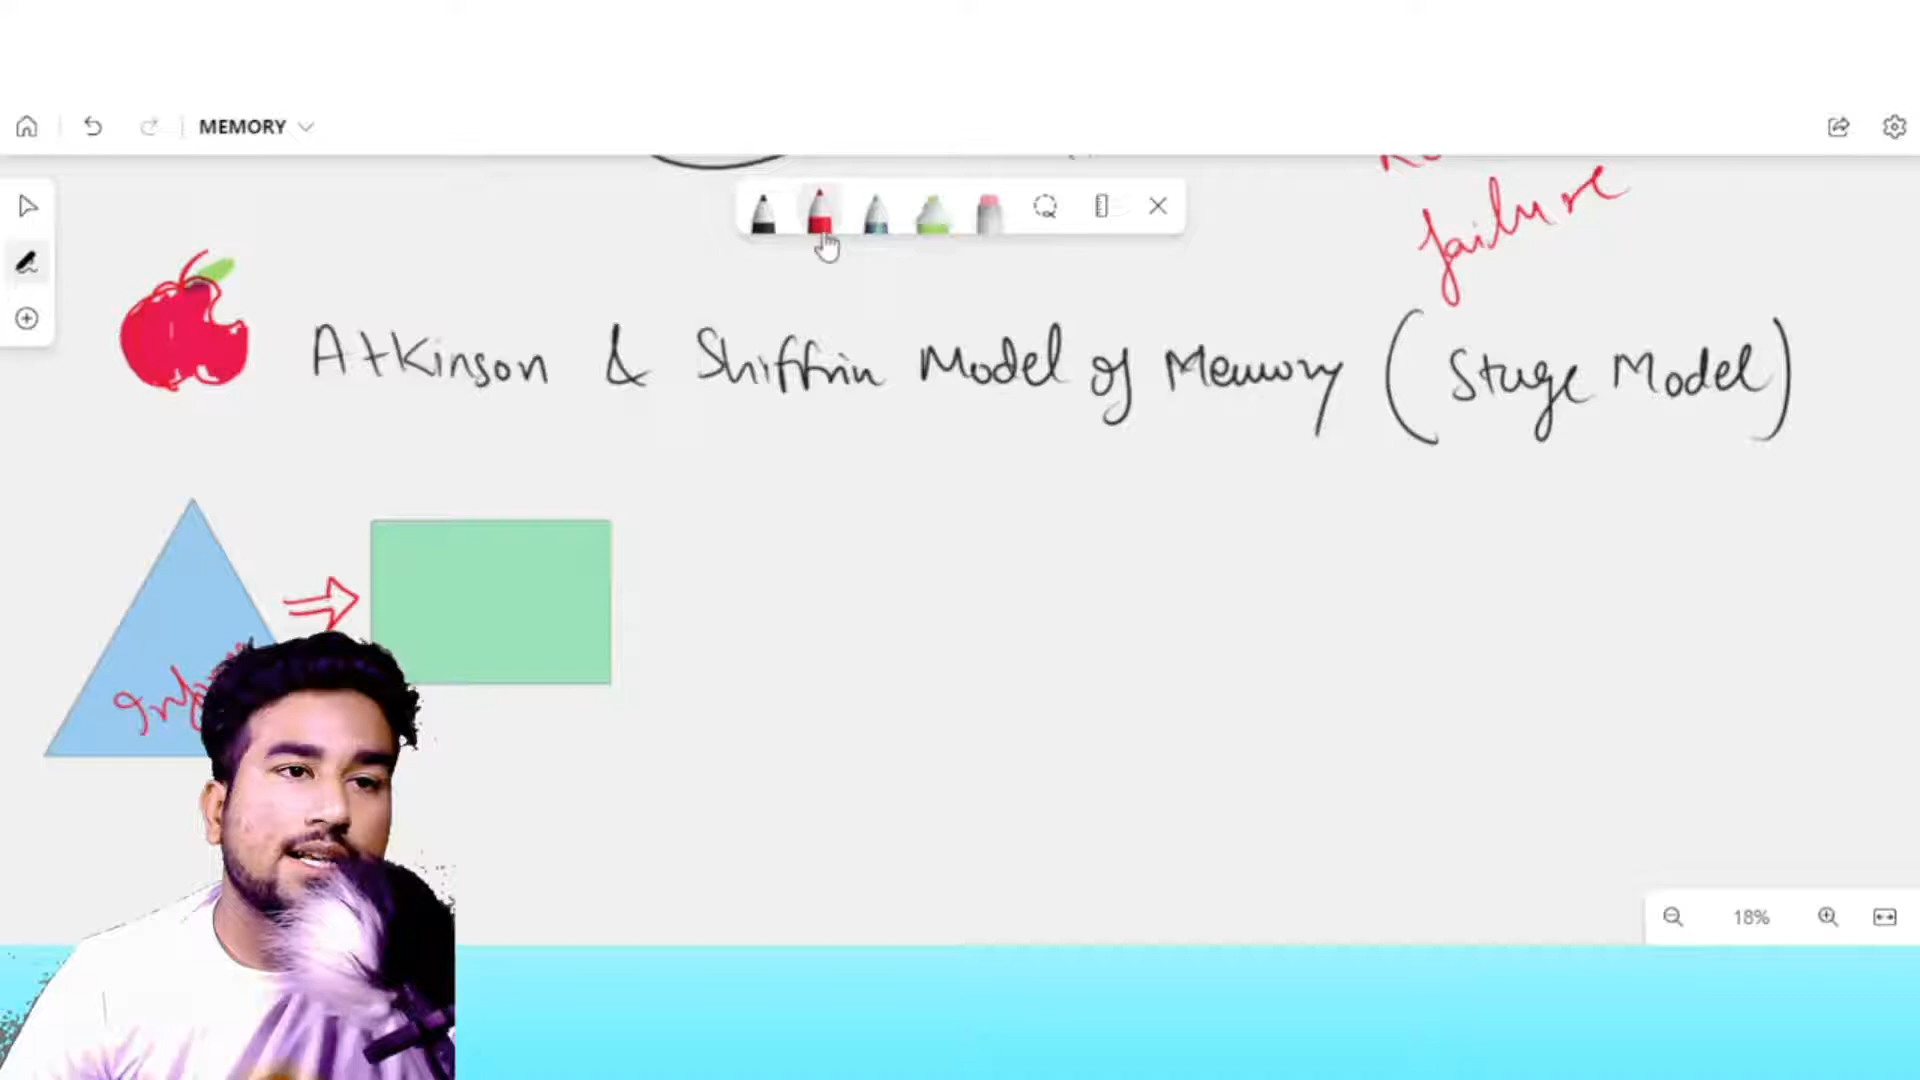 MEMORY
failure
Atkinson & Shiffrin Model of Memory (Stage Model)
18%